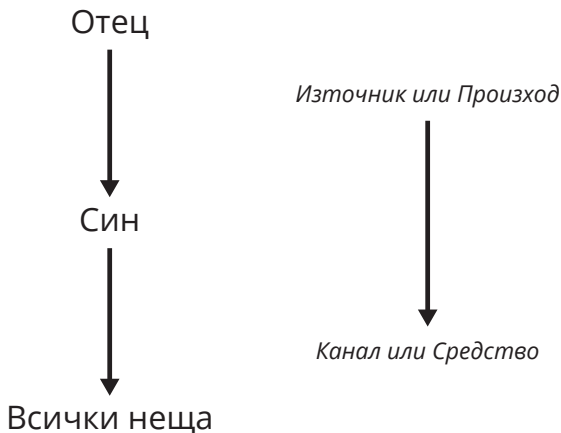 Отец
Източник или Произход
Син
Канал или Средство
Всички неща